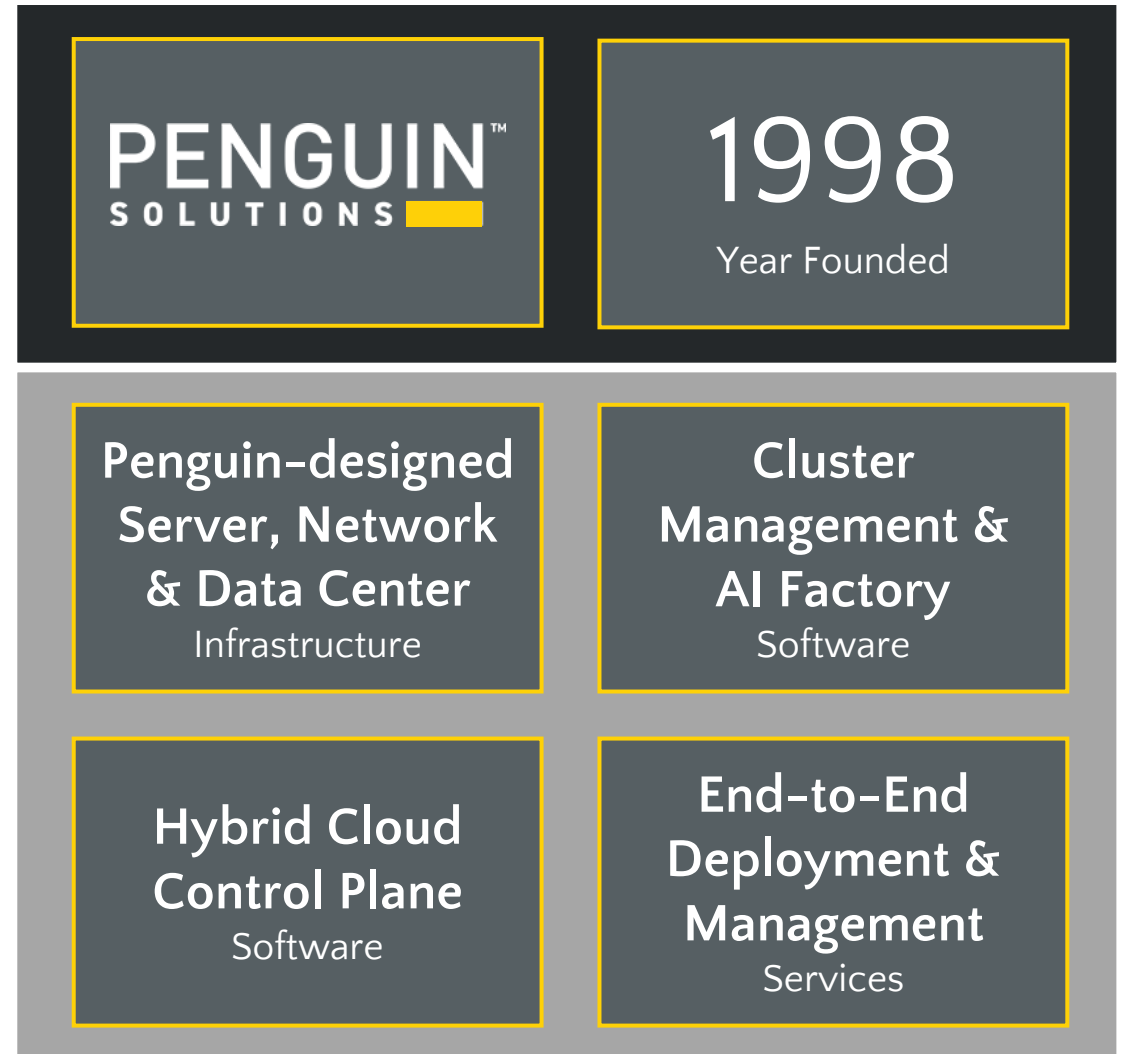 PENGUIN™
SOLUTIONS
1998
Year Founded
Penguin-designed
Server, Network
& Data Center
Infrastructure
Cluster
Management &
AI Factory
Software
Hybrid Cloud
Control Plane
Software
End-to-End
Deployment &
Management
Services